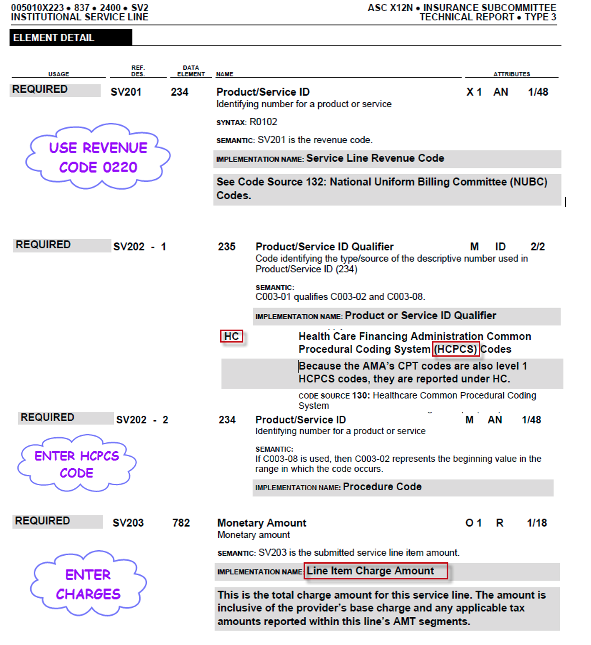 005010X223 • 837 • 2400 • SV2
INSTITUTIONAL SERVICE LINE
ASC X12N • INSURANCE SUBCOMMITTEE
TECHNICAL REPORT • TYPE 3
ELEMENT DETAIL
USAGE
REF. DES.
DATA ELEMENT
NAME
ATTRIBUTES
REQUIRED SV201 234 Product/Service ID X 1 AN 1/48
Identifying number for a product or service
SYNTAX: R0102
SEMANTIC: SV201 is the revenue code.
USE REVENUE
CODE 0220
IMPLEMENTATION NAME: Service Line Revenue Code
See Code Source 132: National Uniform Billing Committee (NUBC)
Codes.
REQUIRED SV202 - 1 235 Product/Service ID Qualifier M ID 2/2
Code identifying the type/source of the descriptive number used in
Product/Service ID (234)
SEMANTIC:
C003-01 qualifies C003-02 and C003-08.
IMPLEMENTATION NAME: Product or Service ID Qualifier
HC Health Care Financing Administration Common
Procedural Coding System (HCPCS) Codes
Because the AMA's CPT codes are also level 1
HCPCS codes, they are reported under HC.
CODE SOURCE 130: Healthcare Common Procedural Coding
System
REQUIRED SV202 - 2 234 Product/Service ID M AN 1/48
Identifying number for a product or service
ENTER HCPCS
CODE
SEMANTIC:
If C003-08 is used, then C003-02 represents the beginning value in the
range in which the code occurs.
IMPLEMENTATION NAME: Procedure Code
REQUIRED SV203 782 Monetary Amount O 1 R 1/18
Monetary amount
SEMANTIC: SV203 is the submitted service line item amount.
ENTER
CHARGES
IMPLEMENTATION NAME: Line Item Charge Amount
This is the total charge amount for this service line. The amount is
inclusive of the provider's base charge and any applicable tax
amounts reported within this line's AMT segments.